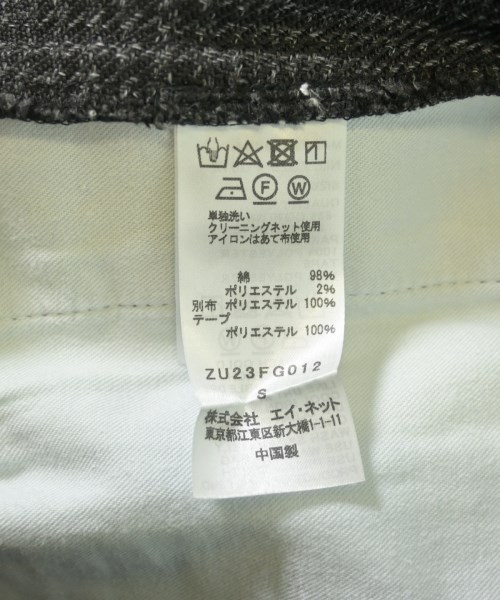 F W
単独洗い
クリーニングネット使用
アイロンはあて布使用
綿 98%
ポリエステル 2%
別布 ポリエステル 100%
テープ
ポリエステル 100%
ZU23FG012
S
株式会社 エイ・ネット
東京都江東区新大橋1-1-11
中国製